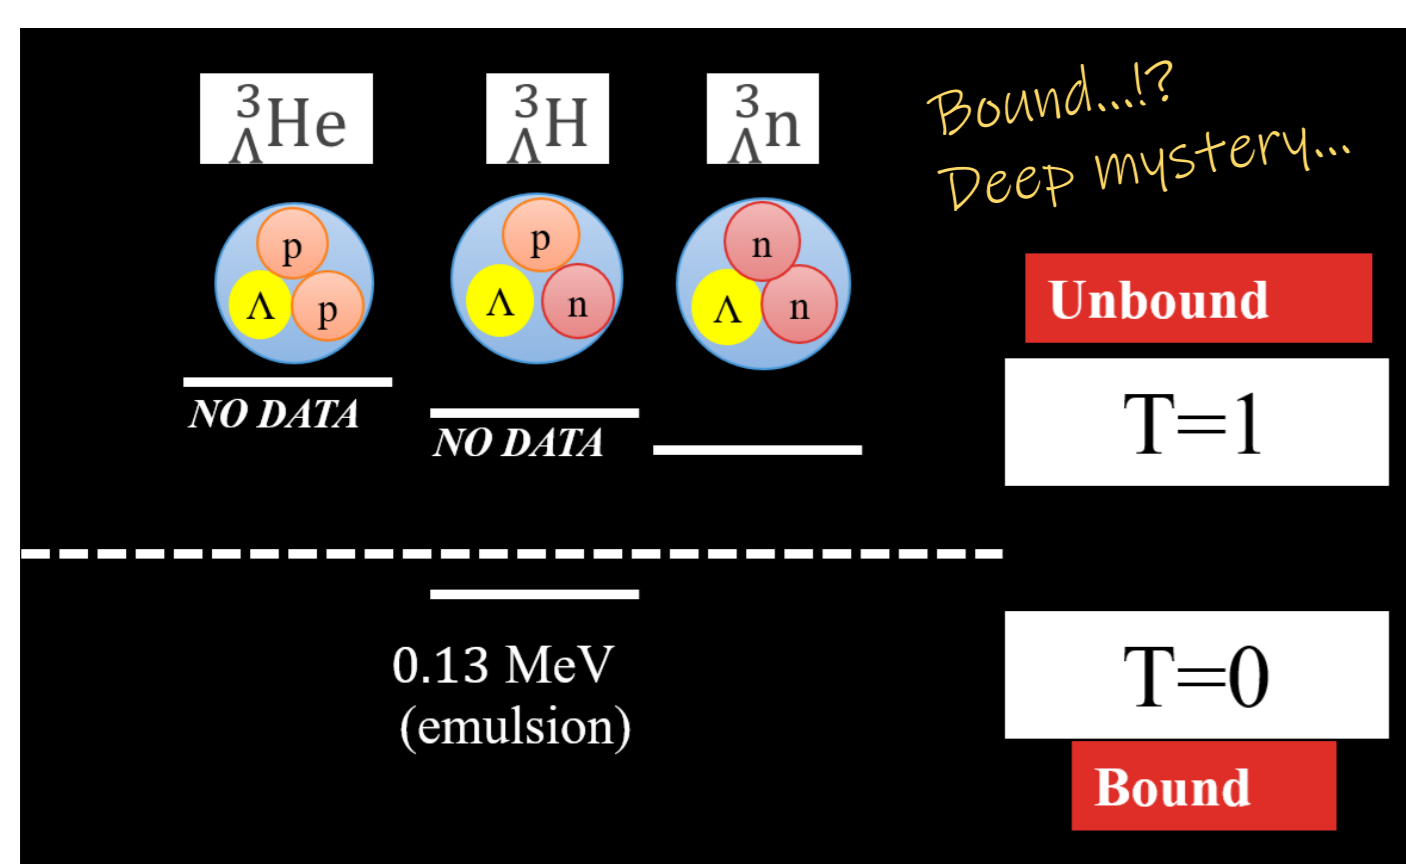 ³ΛHe
³ΛH
³Λn
Bound...!?
Deep mystery...
p
Λ
p
p
Λ
n
n
Λ
n
Unbound
NO DATA
NO DATA
T=1
0.13 MeV
(emulsion)
T=0
Bound